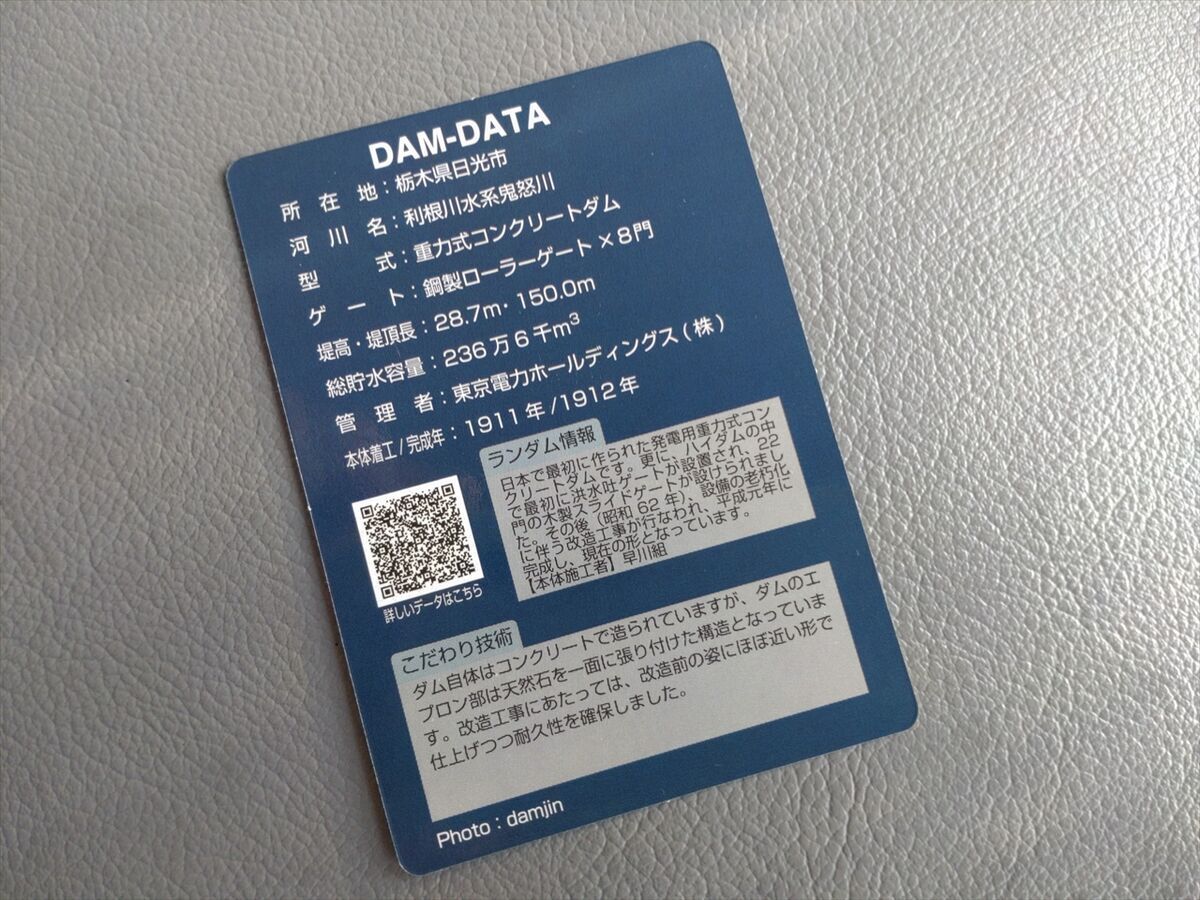 DAM-DATA
所在地：栃木県日光市
河川名：利根川水系鬼怒川
型式：重力式コンクリートダム
ゲート：鋼製ローラーゲート×8門
堤高・堤頂長：28.7m・150.0m
総貯水容量：236万6千m³
管理者：東京電力ホールディングス(株)
本体着工/完成年：1911年/1912年
詳しいデータはこちら
ランダム情報
日本で最初に作られた発電用重力式コン
クリートダムです。更に、ハイダムの中
で最初に洪水吐ゲートが設置され、22
門の木製スライドゲートが設けられまし
た。その後（昭和62年）、設備の老朽化
に伴う改造工事が行なわれ、平成元年に
完成し、現在の形となっています。
【本体施工者】早川組
こだわり技術
ダム自体はコンクリートで造られていますが、ダムのエ
プロン部は天然石を一面に張り付けた構造となっていま
す。改造工事にあたっては、改造前の姿にほぼ近い形で
仕上げつつ耐久性を確保しました。
Photo：damjin